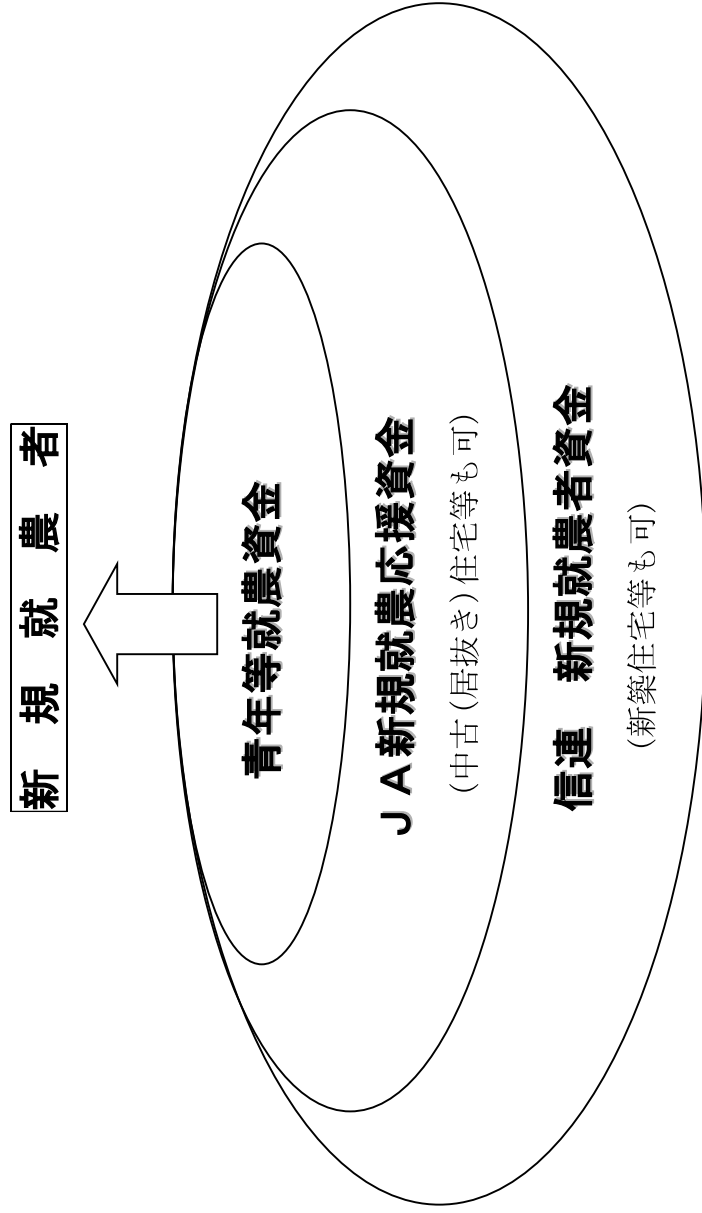 新規就農者
青年等就農資金
ＪＡ新規就農応援資金
(中古(居抜き)住宅等も可)
信連　新規就農者資金
(新築住宅等も可)